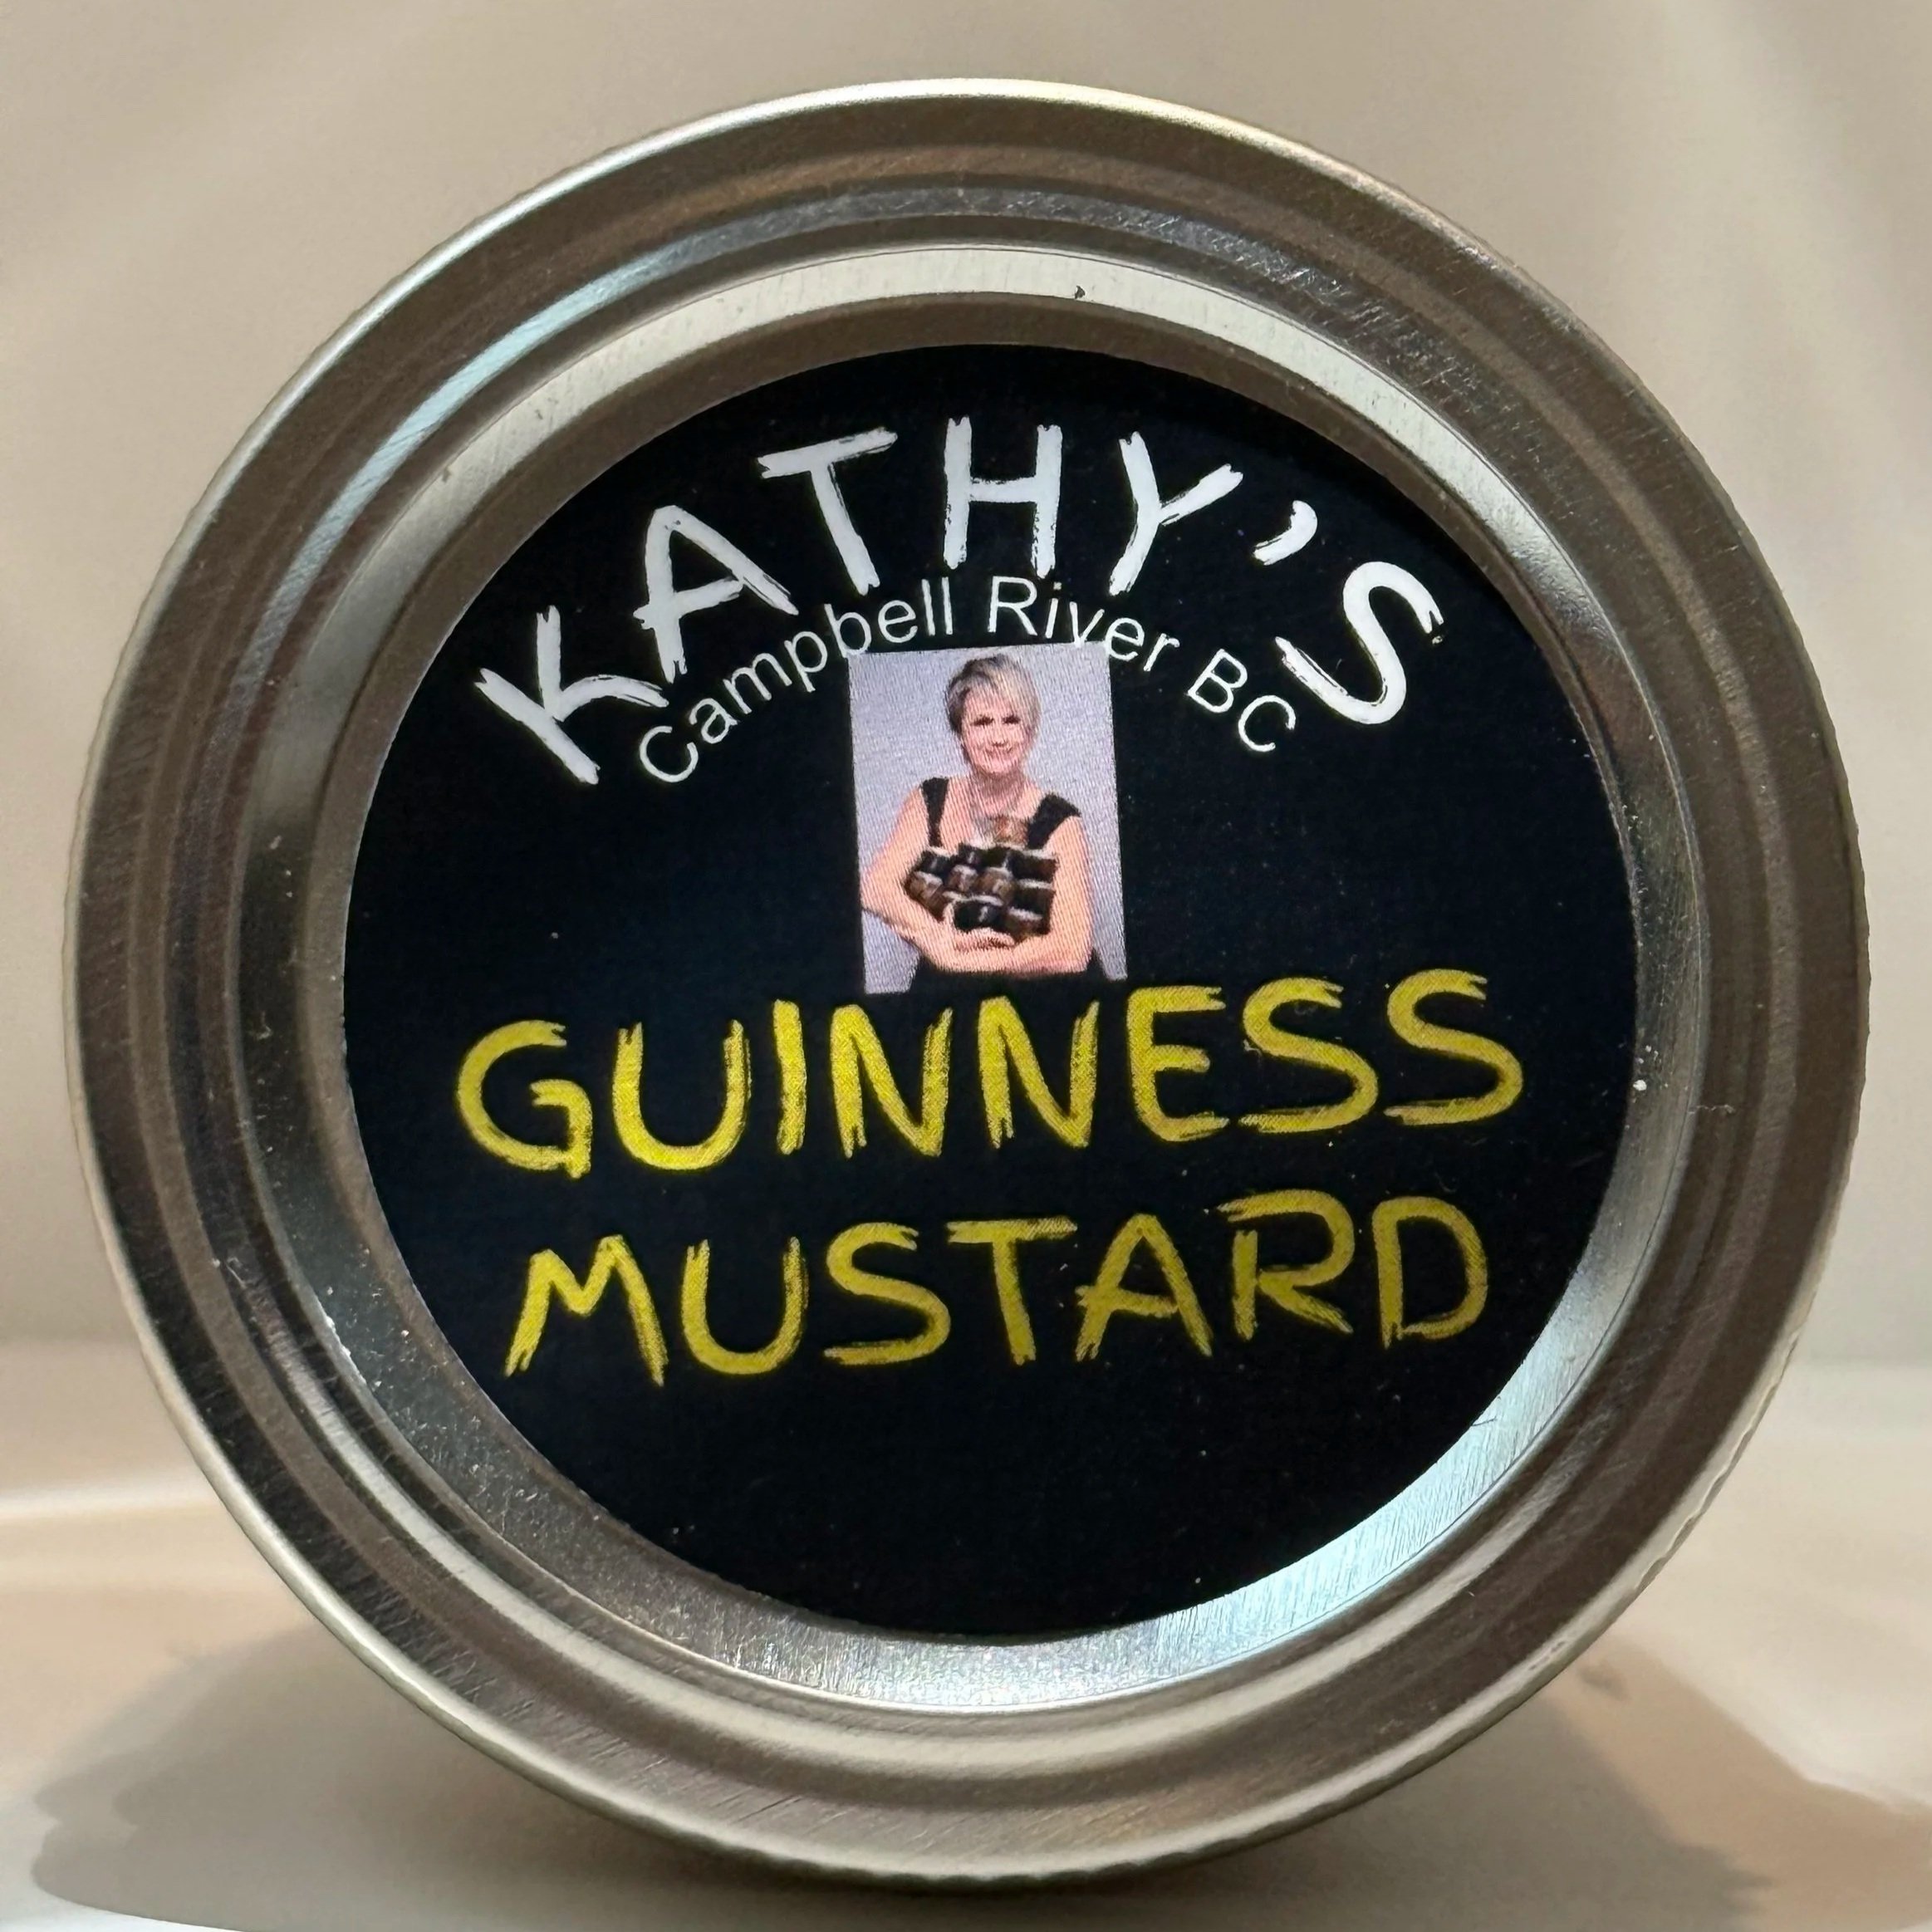 KATHY'S
Campbell River BC
GUINNESS
MUSTARD